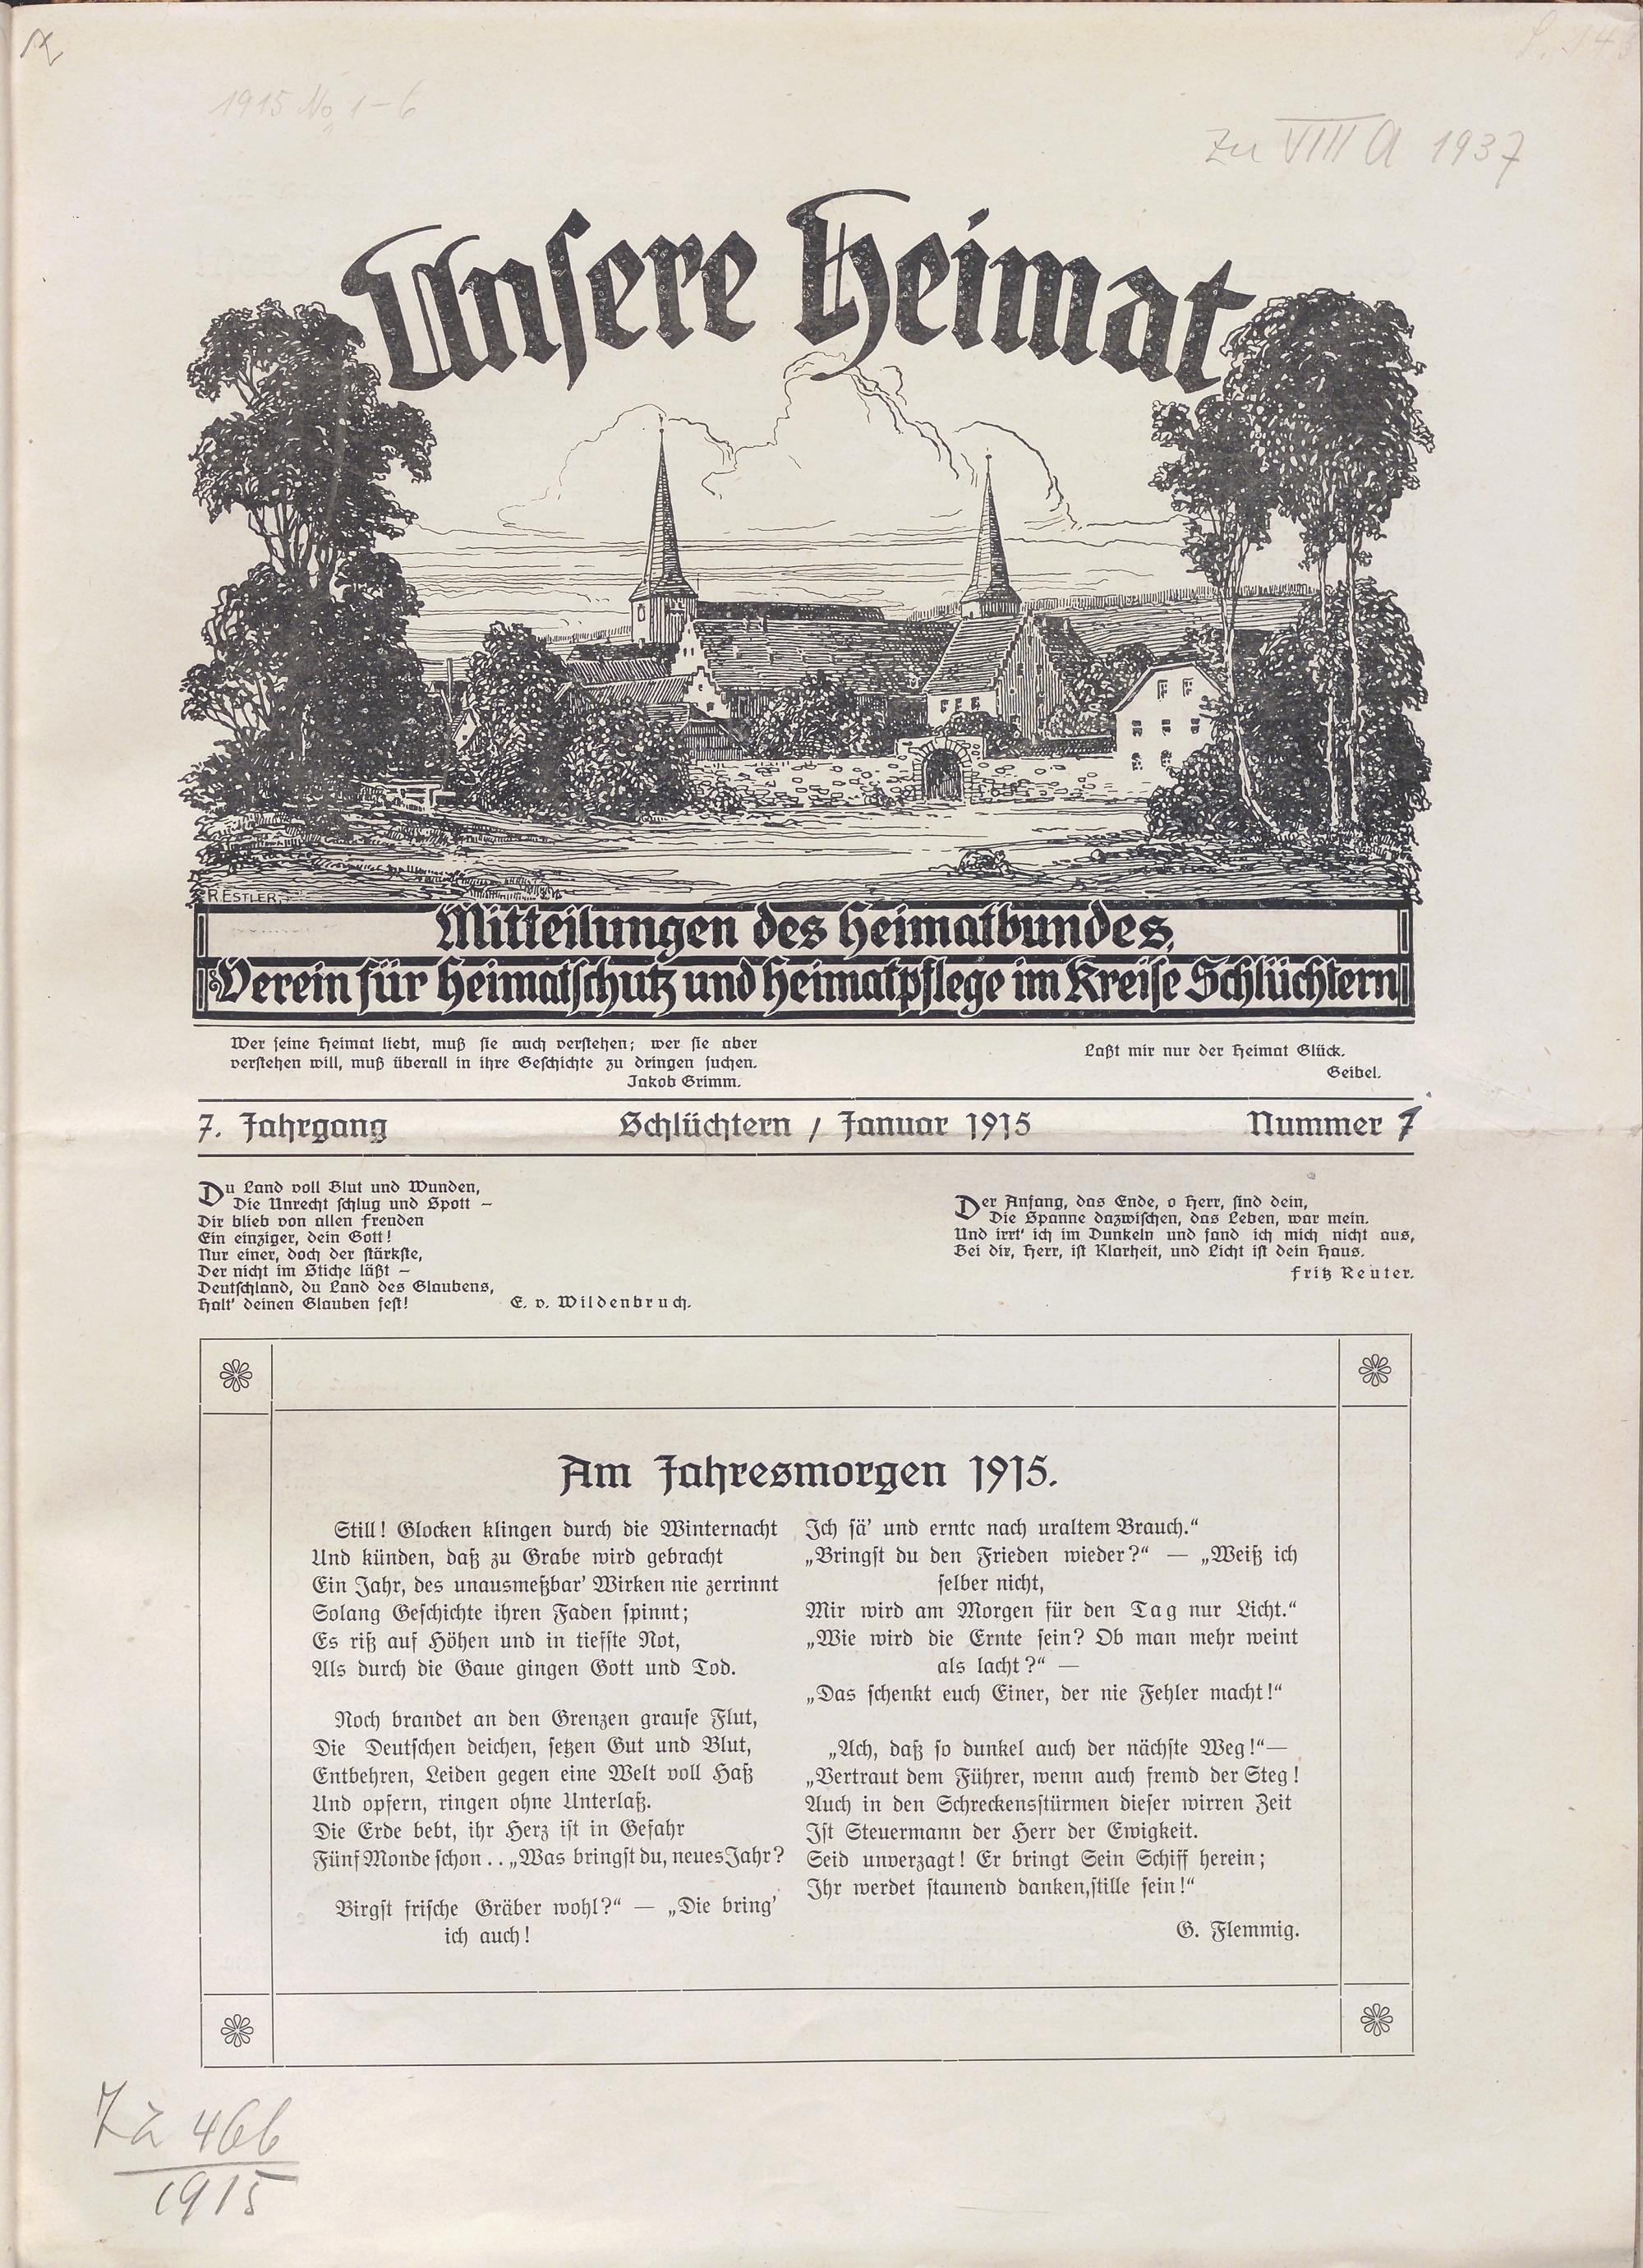 1915 No 1-6
Zu VIII A 1937
Unsere Heimat
R. ESTLER
Mitteilungen des Heimatbundes,
Verein für Heimatschutz und Heimatpflege im Kreise Schlüchtern
Wer seine Heimat liebt, muß sie auch verstehen; wer sie aber
verstehen will, muß überall in ihre Geschichte zu dringen suchen.
Jakob Grimm.
Laßt mir nur der Heimat Glück.
Geibel.
7. Jahrgang Schlüchtern / Januar 1915 Nummer 1
Du Land voll Blut und Wunden,
Die Unrecht schlug und Spott –
Dir blieb von allen Freuden
Ein einziger, dein Gott!
Nur einer, doch der stärkste,
Der nicht im Stiche läßt –
Deutschland, du Land des Glaubens,
Halt' deinen Glauben fest! E. v. Wildenbruch.
Der Anfang, das Ende, o Herr, sind dein,
Die Spanne dazwischen, das Leben, war mein.
Und irrt' ich im Dunkeln und fand ich mich nicht aus,
Bei dir, Herr, ist Klarheit, und Licht ist dein Haus.
Fritz Reuter.
Am Jahresmorgen 1915.
Still! Glocken klingen durch die Winternacht
Und künden, daß zu Grabe wird gebracht
Ein Jahr, des unausmeßbar' Wirken nie zerrinnt
Solang Geschichte ihren Faden spinnt;
Es riß auf Höhen und in tiefste Not,
Als durch die Gaue gingen Gott und Tod.
Noch brandet an den Grenzen grause Flut,
Die Deutschen deichen, setzen Gut und Blut,
Entbehren, Leiden gegen eine Welt voll Haß
Und opfern, ringen ohne Unterlaß.
Die Erde bebt, ihr Herz ist in Gefahr
Fünf Monde schon . . „Was bringst du, neues Jahr?
Birgst frische Gräber wohl?“ — „Die bring'
ich auch!
Ich sä' und ernte nach uraltem Brauch.“
„Bringst du den Frieden wieder?“ — „Weiß ich
selber nicht,
Mir wird am Morgen für den Tag nur Licht.“
„Wie wird die Ernte sein? Ob man mehr weint
als lacht?“ —
„Das schenkt euch Einer, der nie Fehler macht!“
„Ach, daß so dunkel auch der nächste Weg!“—
„Vertraut dem Führer, wenn auch fremd der Steg!
Auch in den Schreckensstürmen dieser wirren Zeit
Ist Steuermann der Herr der Ewigkeit.
Seid unverzagt! Er bringt Sein Schiff herein;
Ihr werdet staunend danken, stille sein!“
G. Flemmig.
Za 466
1915